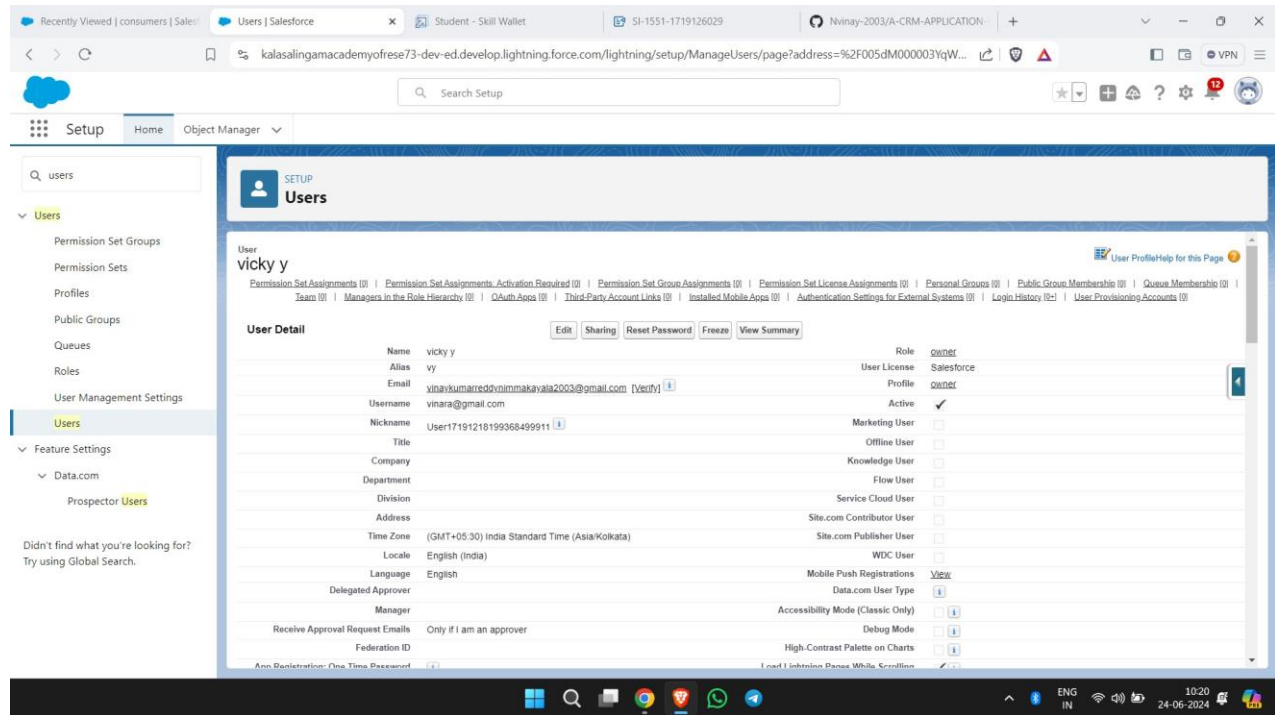 Recently Viewed | consumers | Sales
Users | Salesforce
Student - Skill Wallet
SI-1551-1719126029
Nvinay-2003/A-CRM-APPLICATION-
kalasalingamacademyofrese73-dev-ed.develop.lightning.force.com/lightning/setup/ManageUsers/page?address=%2F005dM000003YqW...
VPN
Search Setup
12
Setup Home Object Manager
users
Users
Permission Set Groups
Permission Sets
Profiles
Public Groups
Queues
Roles
User Management Settings
Users
Feature Settings
Data.com
Prospector Users
Didn't find what you're looking for?
Try using Global Search.
SETUP
Users
User
vicky y
User Profile Help for this Page
Permission Set Assignments [0] | Permission Set Assignments: Activation Required [0] | Permission Set Group Assignments [0] | Permission Set License Assignments [0] | Personal Groups [0] | Public Group Membership [0] | Queue Membership [0] |
Team [0] | Managers in the Role Hierarchy [0] | OAuth Apps [0] | Third-Party Account Links [0] | Installed Mobile Apps [0] | Authentication Settings for External Systems [0] | Login History [0+] | User Provisioning Accounts [0]
User Detail
Edit Sharing Reset Password Freeze View Summary
Name vicky y Role owner
Alias vy User License Salesforce
Email vinaykumarreddynimmakayala2003@gmail.com [Verify] Profile owner
Username vinara@gmail.com Active
Nickname User17191218199368499911 Marketing User
Title Offline User
Company Knowledge User
Department Flow User
Division Service Cloud User
Address Site.com Contributor User
Time Zone (GMT+05:30) India Standard Time (Asia/Kolkata) Site.com Publisher User
Locale English (India) WDC User
Language English Mobile Push Registrations View
Delegated Approver Data.com User Type
Manager Accessibility Mode (Classic Only)
Receive Approval Request Emails Only if I am an approver Debug Mode
Federation ID High-Contrast Palette on Charts
App Registration: One Time Password Load Lightning Pages While Scrolling
ENG
IN
10:20
24-06-2024